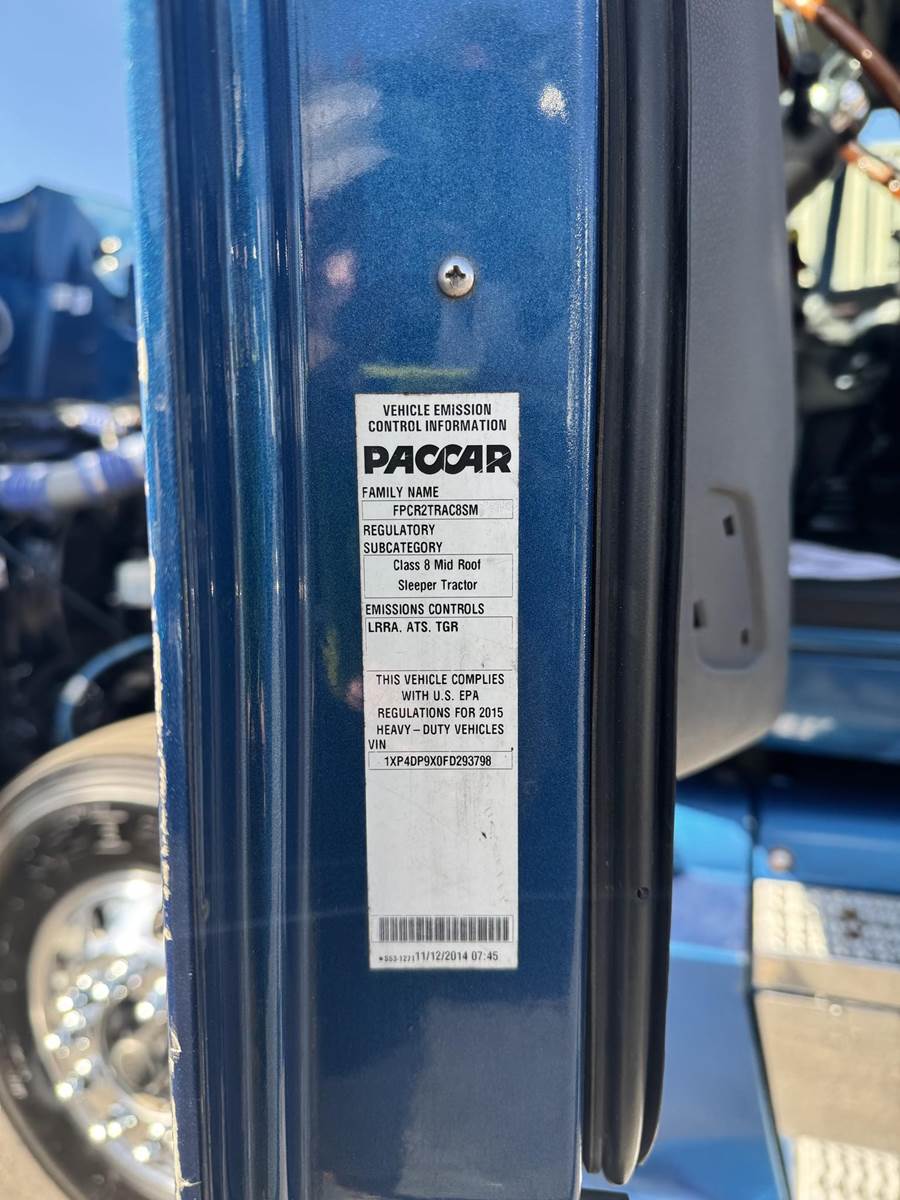 VEHICLE EMISSION
CONTROL INFORMATION
PACCAR
FAMILY NAME
FPCR2TRAC8SM
REGULATORY
SUBCATEGORY
Class 8 Mid Roof
Sleeper Tractor
EMISSIONS CONTROLS
LRRA. ATS. TGR
THIS VEHICLE COMPLIES
WITH U.S. EPA
REGULATIONS FOR 2015
HEAVY-DUTY VEHICLES
VIN
1XP4DP9X0FD293798
11/12/2014 07:45